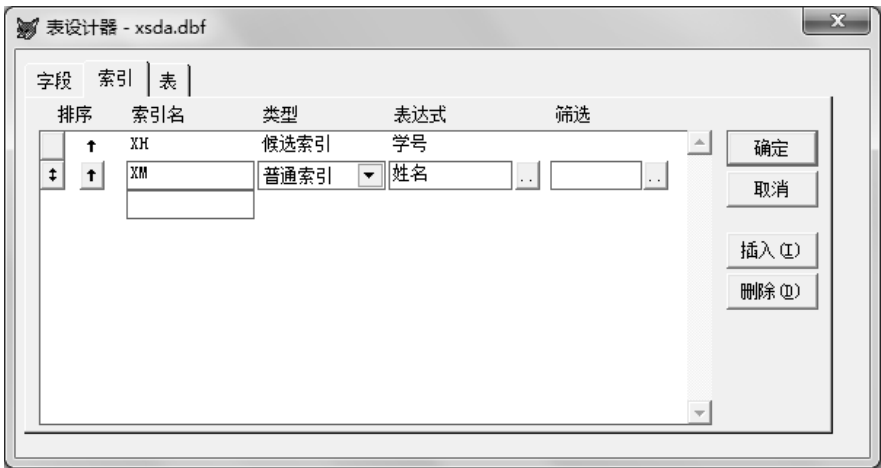 表设计器 - xsda.dbf
字段 索引 表
排序 索引名 类型 表达式 筛选
↑ XH 候选索引 学号
↕ ↑ XM 普通索引 姓名 .. ..
确定
取消
插入(I)
删除(D)